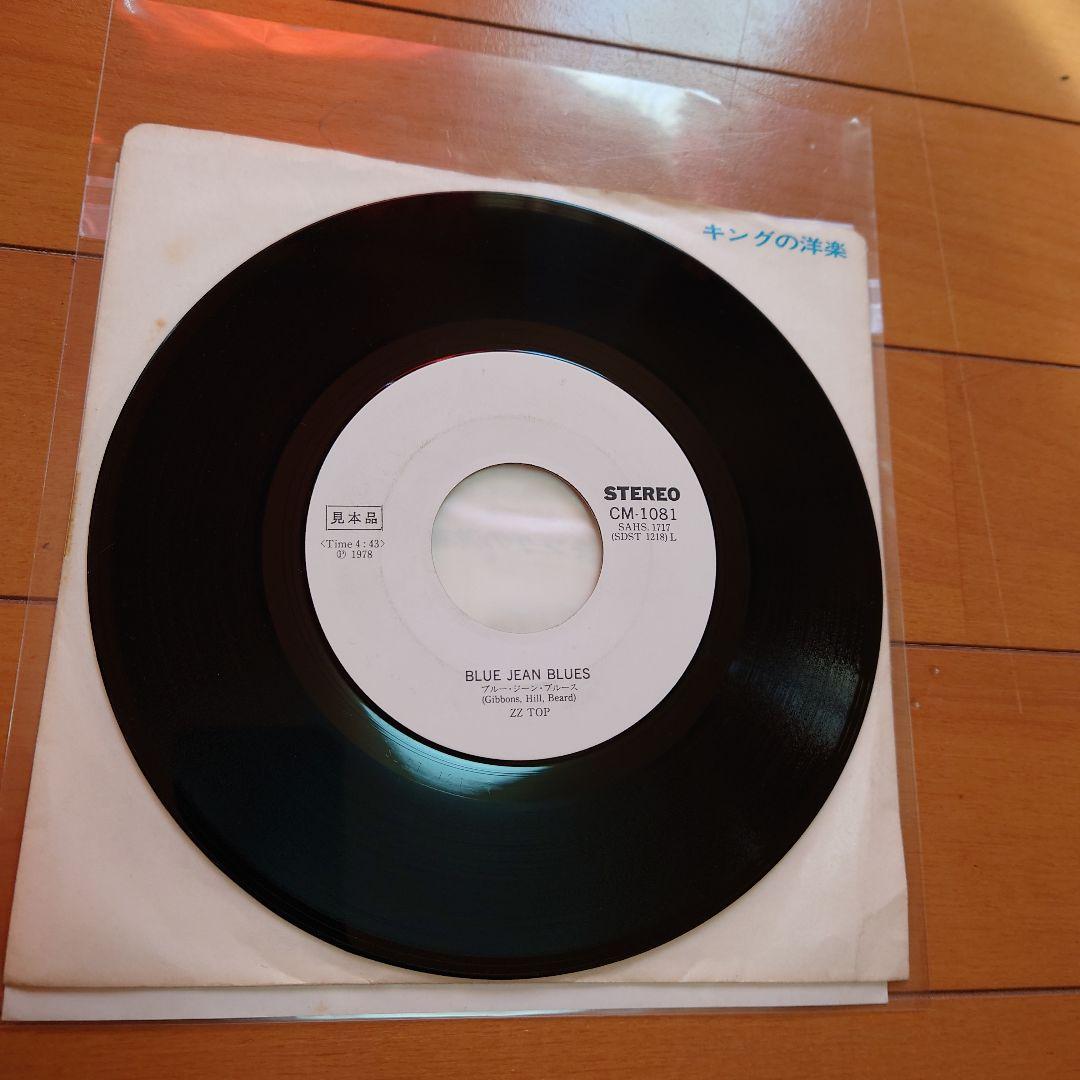 キングの洋楽
見本品
<Time 4:43>
Ⓟ 1978
STEREO
CM-1081
SAHS. 1717
(SDST 1218) L
BLUE JEAN BLUES
ブルー・ジーン・ブルース
(Gibbons, Hill, Beard)
ZZ TOP